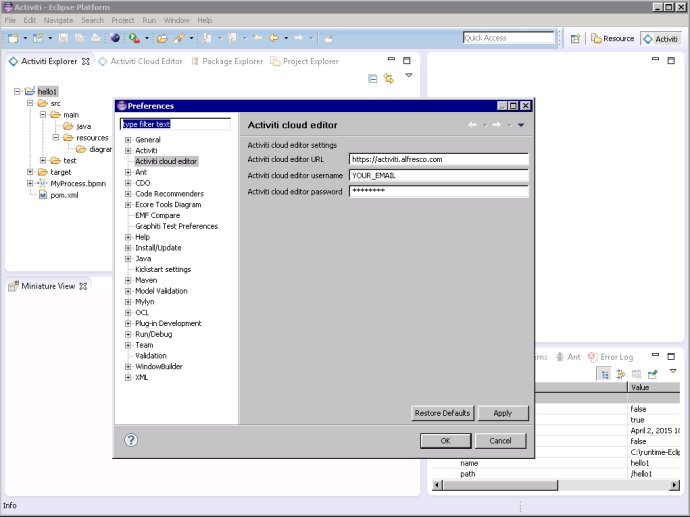 Activiti - Eclipse Platform
File Edit Navigate Search Project Run Window Help
Quick Access
Resource
Activiti
Activiti Explorer
Activiti Cloud Editor
Package Explorer
Project Explorer
hello1
src
main
java
resources
diagram
test
target
MyProcess.bpmn
pom.xml
Miniature View
Preferences
type filter text
General
Activiti
Activiti cloud editor
Ant
CDO
Code Recommenders
Ecore Tools Diagram
EMF Compare
Graphiti Test Preferences
Help
Install/Update
Java
Kickstart settings
Maven
Model Validation
Mylyn
OCL
Plug-in Development
Run/Debug
Team
Validation
WindowBuilder
XML
Activiti cloud editor
Activiti cloud editor settings
Activiti cloud editor URL https://activiti.alfresco.com
Activiti cloud editor username YOUR_EMAIL
Activiti cloud editor password ********
Restore Defaults
Apply
OK
Cancel
ems
Ant
Error Log
Value
false
true
April 2, 2015 10
false
C:\runtime-Eclip
name hello1
path /hello1
Info